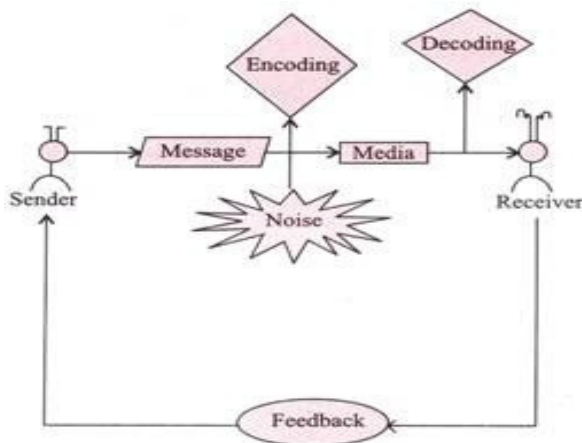 Decoding
Encoding
Message
Media
Sender
Noise
Receiver
Feedback